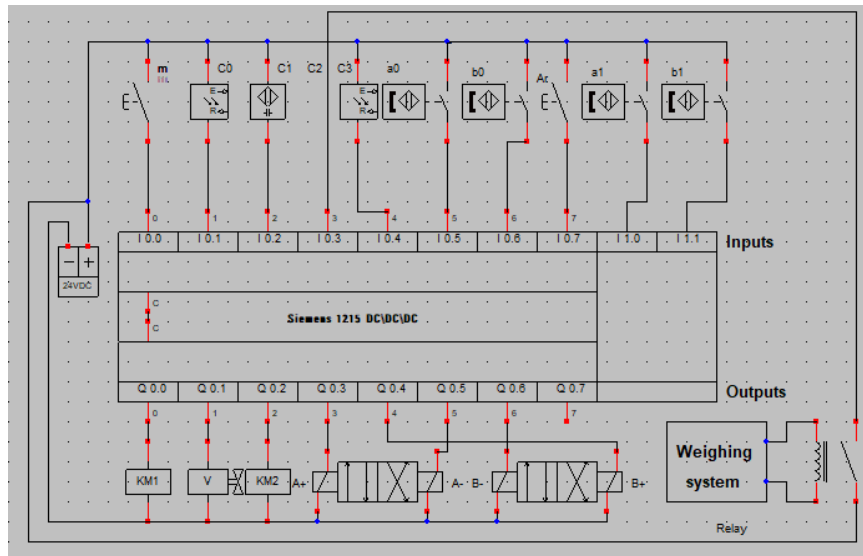 m C0 C1 C2 C3 a0 b0 Ar a1 b1
E E R E R E
0 1 2 3 4 5 6 7
I 0.0 I 0.1 I 0.2 I 0.3 I 0.4 I 0.5 I 0.6 I 0.7 I 1.0 I 1.1 Inputs
− +
24VDC
C
C
Siemens 1215 DC\DC\DC
Q 0.0 Q 0.1 Q 0.2 Q 0.3 Q 0.4 Q 0.5 Q 0.6 Q 0.7 Outputs
0 1 2 3 4 5 6 7
Weighing
system
KM1 V KM2 A+ A- B- B+
Relay